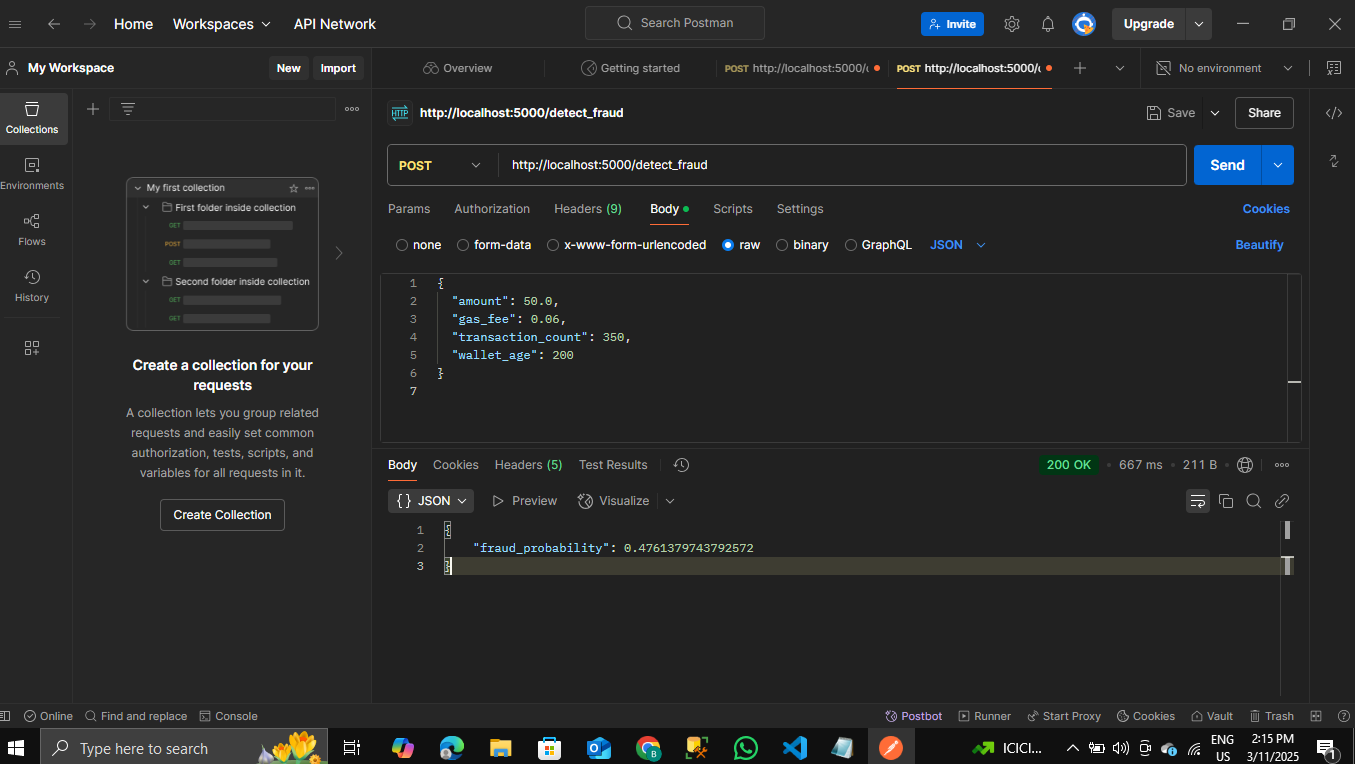 Home
Workspaces
API Network
Search Postman
Invite
Upgrade
My Workspace
New
Import
Overview
Getting started
POST http://localhost:5000/
POST http://localhost:5000/
No environment
Collections
Environments
Flows
History
My first collection
First folder inside collection
GET
POST
GET
Second folder inside collection
GET
GET
Create a collection for your
requests
A collection lets you group related
requests and easily set common
authorization, tests, scripts, and
variables for all requests in it.
Create Collection
HTTP
http://localhost:5000/detect_fraud
Save
Share
POST
http://localhost:5000/detect_fraud
Send
Params
Authorization
Headers (9)
Body
Scripts
Settings
Cookies
none
form-data
x-www-form-urlencoded
raw
binary
GraphQL
JSON
Beautify
1 {
2 "amount": 50.0,
3 "gas_fee": 0.06,
4 "transaction_count": 350,
5 "wallet_age": 200
6 }
7
Body
Cookies
Headers (5)
Test Results
200 OK
667 ms
211 B
{} JSON
Preview
Visualize
1 {
2 "fraud_probability": 0.4761379743792572
3 }
Online
Find and replace
Console
Postbot
Runner
Start Proxy
Cookies
Vault
Trash
Type here to search
ICICI...
ENG
US
2:15 PM
3/11/2025
1